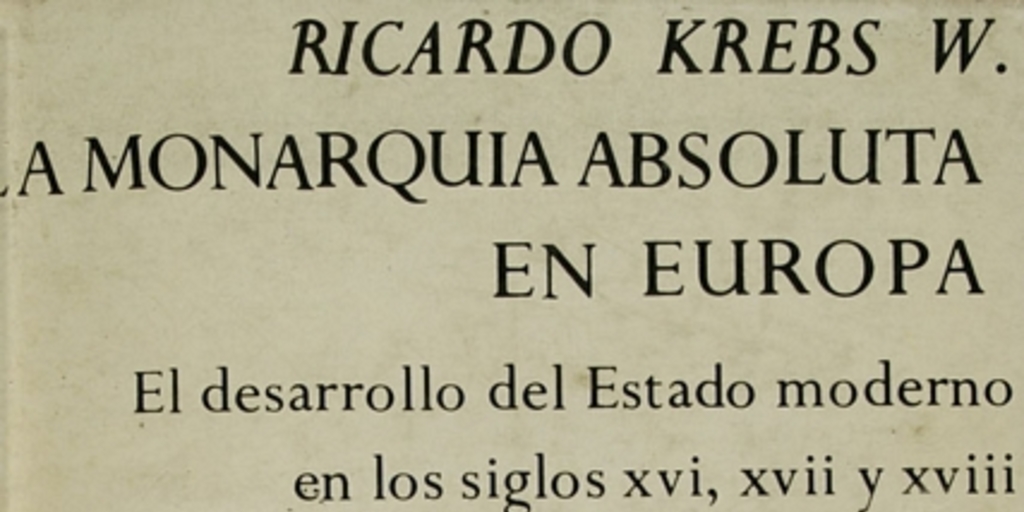 RICARDO KREBS W.
LA MONARQUIA ABSOLUTA
EN EUROPA
El desarrollo del Estado moderno
en los siglos xvi, xvii y xviii